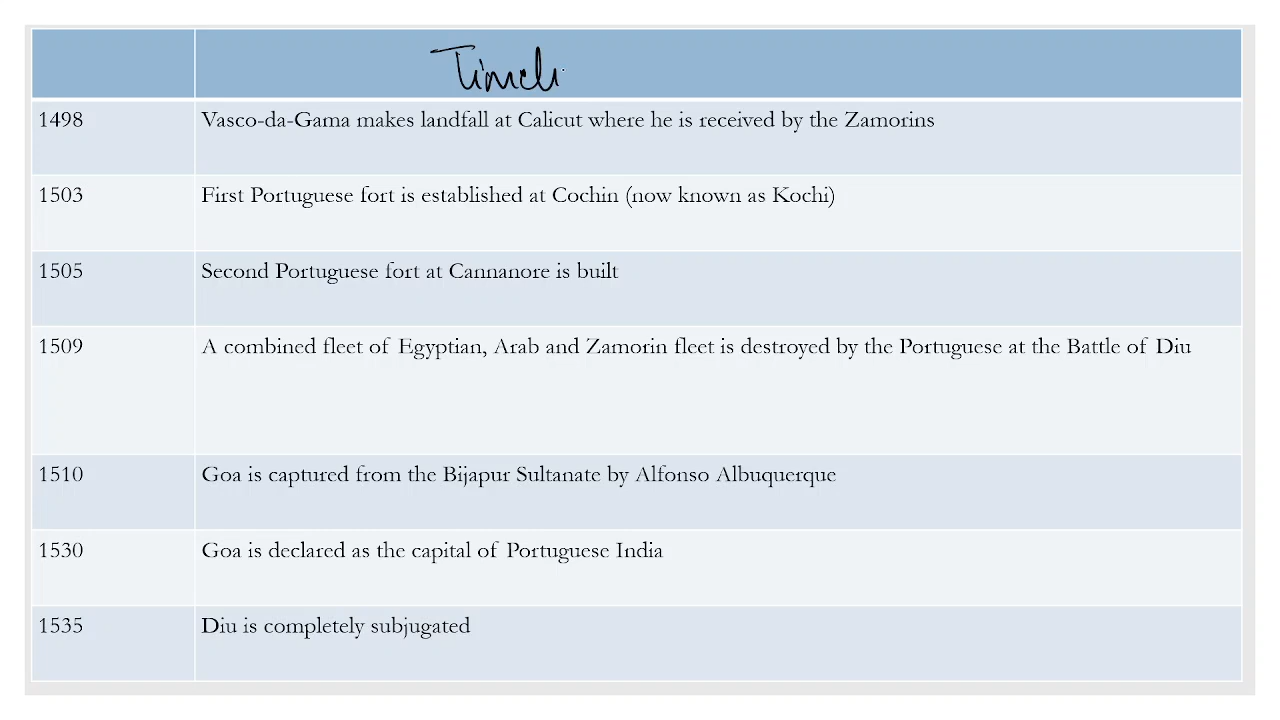 Timeli
1498 Vasco-da-Gama makes landfall at Calicut where he is received by the Zamorins
1503 First Portuguese fort is established at Cochin (now known as Kochi)
1505 Second Portuguese fort at Cannanore is built
1509 A combined fleet of Egyptian, Arab and Zamorin fleet is destroyed by the Portuguese at the Battle of Diu
1510 Goa is captured from the Bijapur Sultanate by Alfonso Albuquerque
1530 Goa is declared as the capital of Portuguese India
1535 Diu is completely subjugated